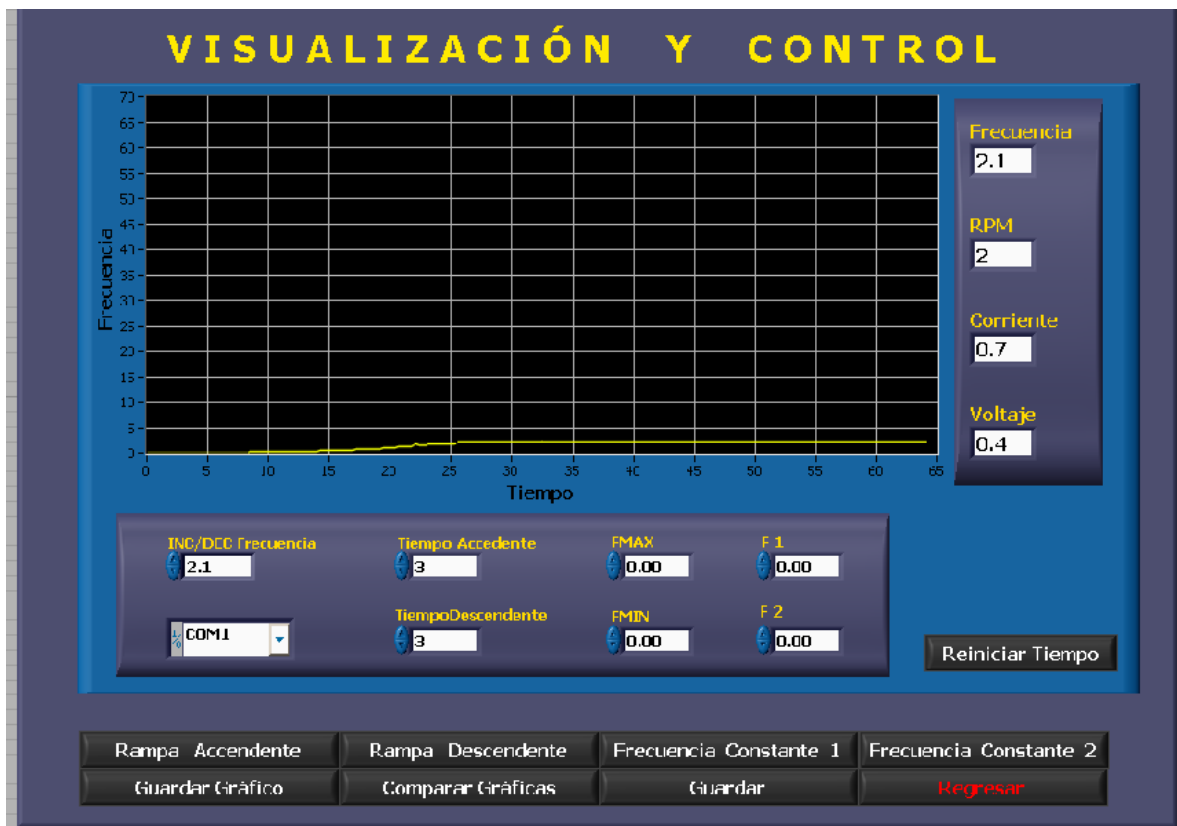 VISUALIZACIÓN Y CONTROL
70
65
60
55
50
45
40
35
30
25
20
15
10
5
0
Frecuencia
0 5 10 15 20 25 30 35 40 45 50 55 60 65
Tiempo
Frecuencia
2.1
RPM
2
Corriente
0.7
Voltaje
0.4
INC/DEC Frecuencia
2.1
Tiempo Accedente
3
FMAX
0.00
F 1
0.00
COM1
TiempoDescendente
3
FMIN
0.00
F 2
0.00
Reiniciar Tiempo
Rampa Accendente
Rampa Descendente
Frecuencia Constante 1
Frecuencia Constante 2
Guardar Gráfico
Comparar Gráficas
Guardar
Regresar